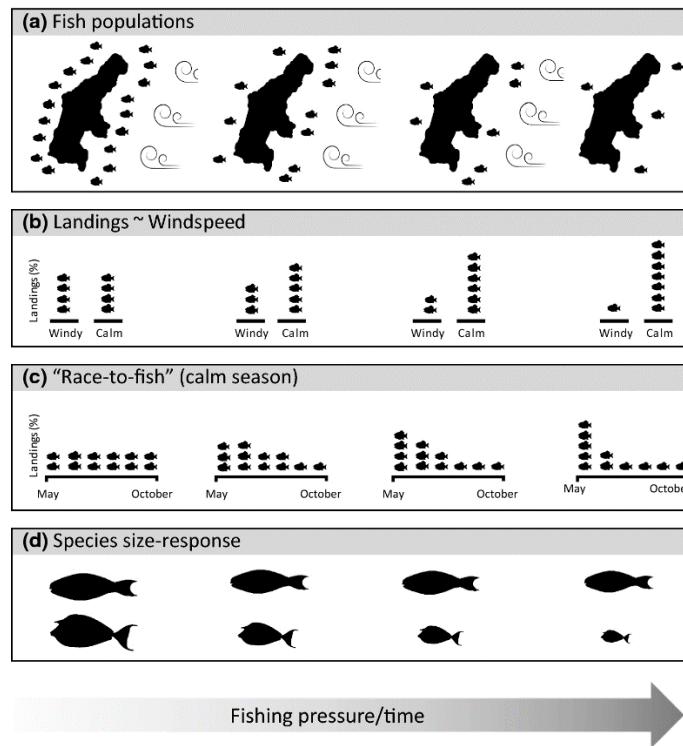 (a) Fish populations
(b) Landings ~ Windspeed
Landings (%)
Windy Calm Windy Calm Windy Calm Windy Calm
(c) “Race-to-fish” (calm season)
Landings (%)
May October May October May October May October
(d) Species size-response
Fishing pressure/time